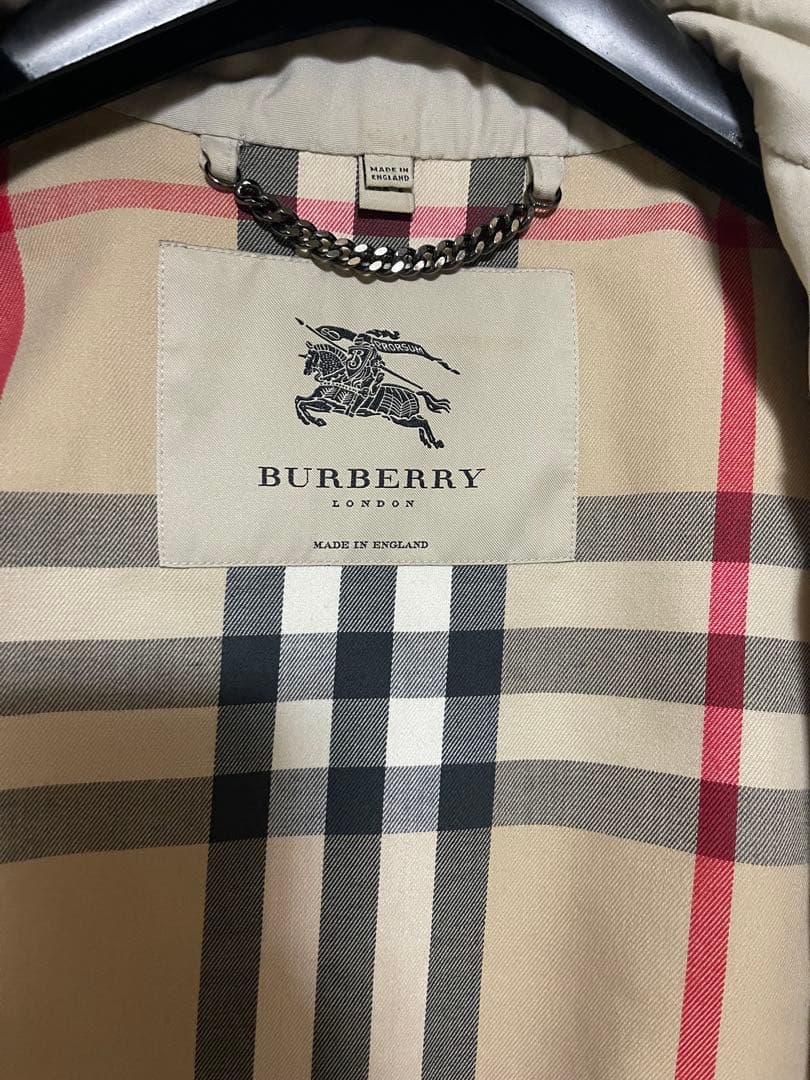 MADE IN
ENGLAND
PRORSUM
B
BURBERRY
LONDON
MADE IN ENGLAND